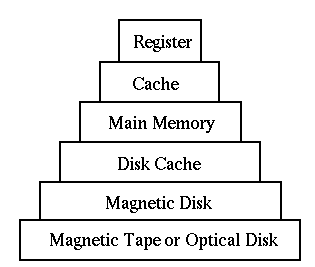 Register
Cache
Main Memory
Disk Cache
Magnetic Disk
Magnetic Tape or Optical Disk